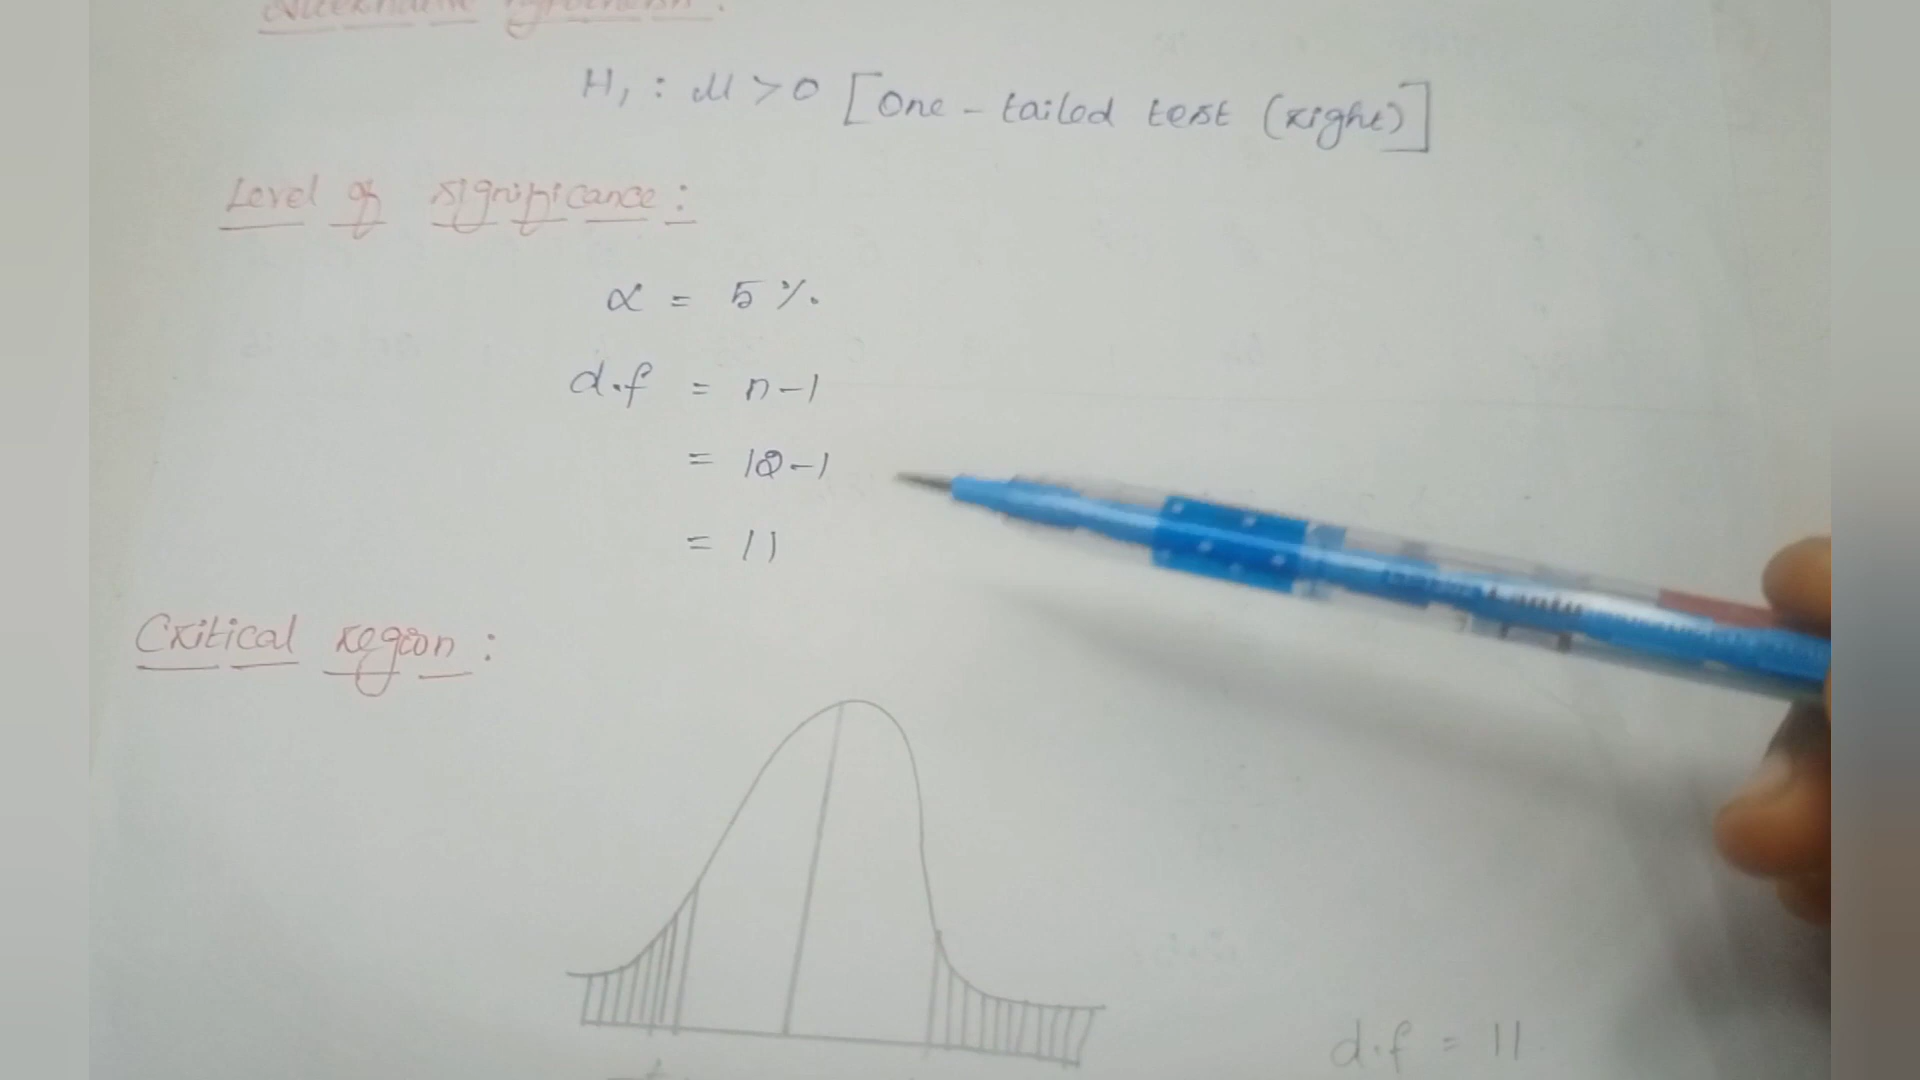 H₁ : μ > 0 [One - tailed test (right)]
Level of significance :
α = 5 %.
d.f = n - 1
= 12 - 1
= 11
Critical region :
d.f = 11